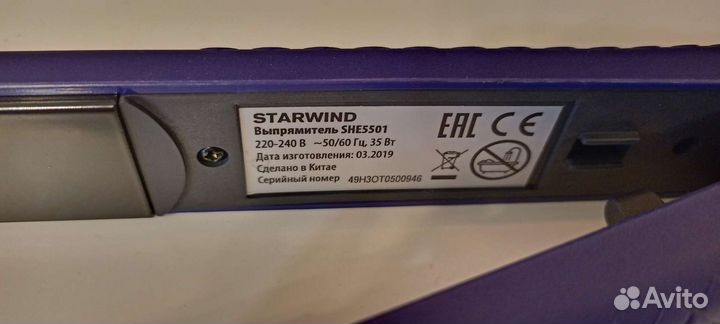 STARWIND
Выпрямитель SHE5501
220-240 В ~50/60 Гц, 35 Вт
Дата изготовления: 03.2019
Сделано в Китае
Серийный номер 49H3OT0500946
EAC CE
Avito